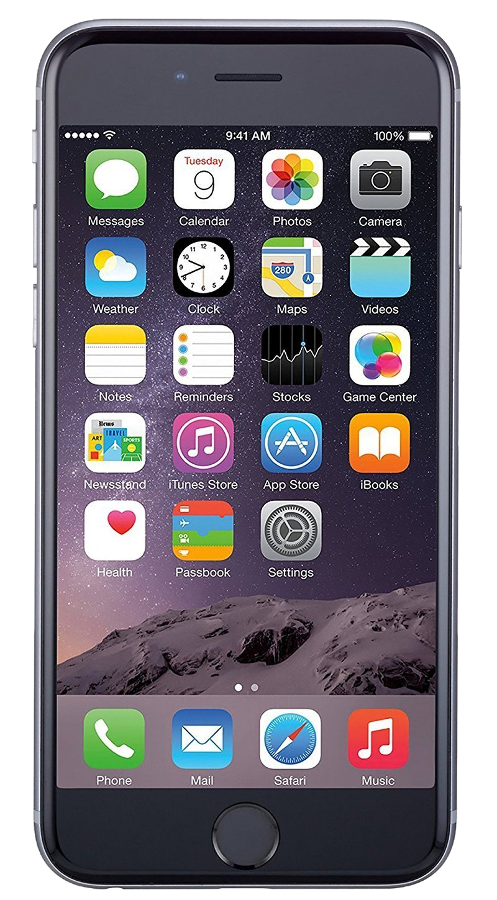 9:41 AM 100%
Tuesday
9
Messages Calendar Photos Camera
280
Weather Clock Maps Videos
Notes Reminders Stocks Game Center
News
ART TRAVEL SPORTS
Newsstand iTunes Store App Store iBooks
Health Passbook Settings
Phone Mail Safari Music